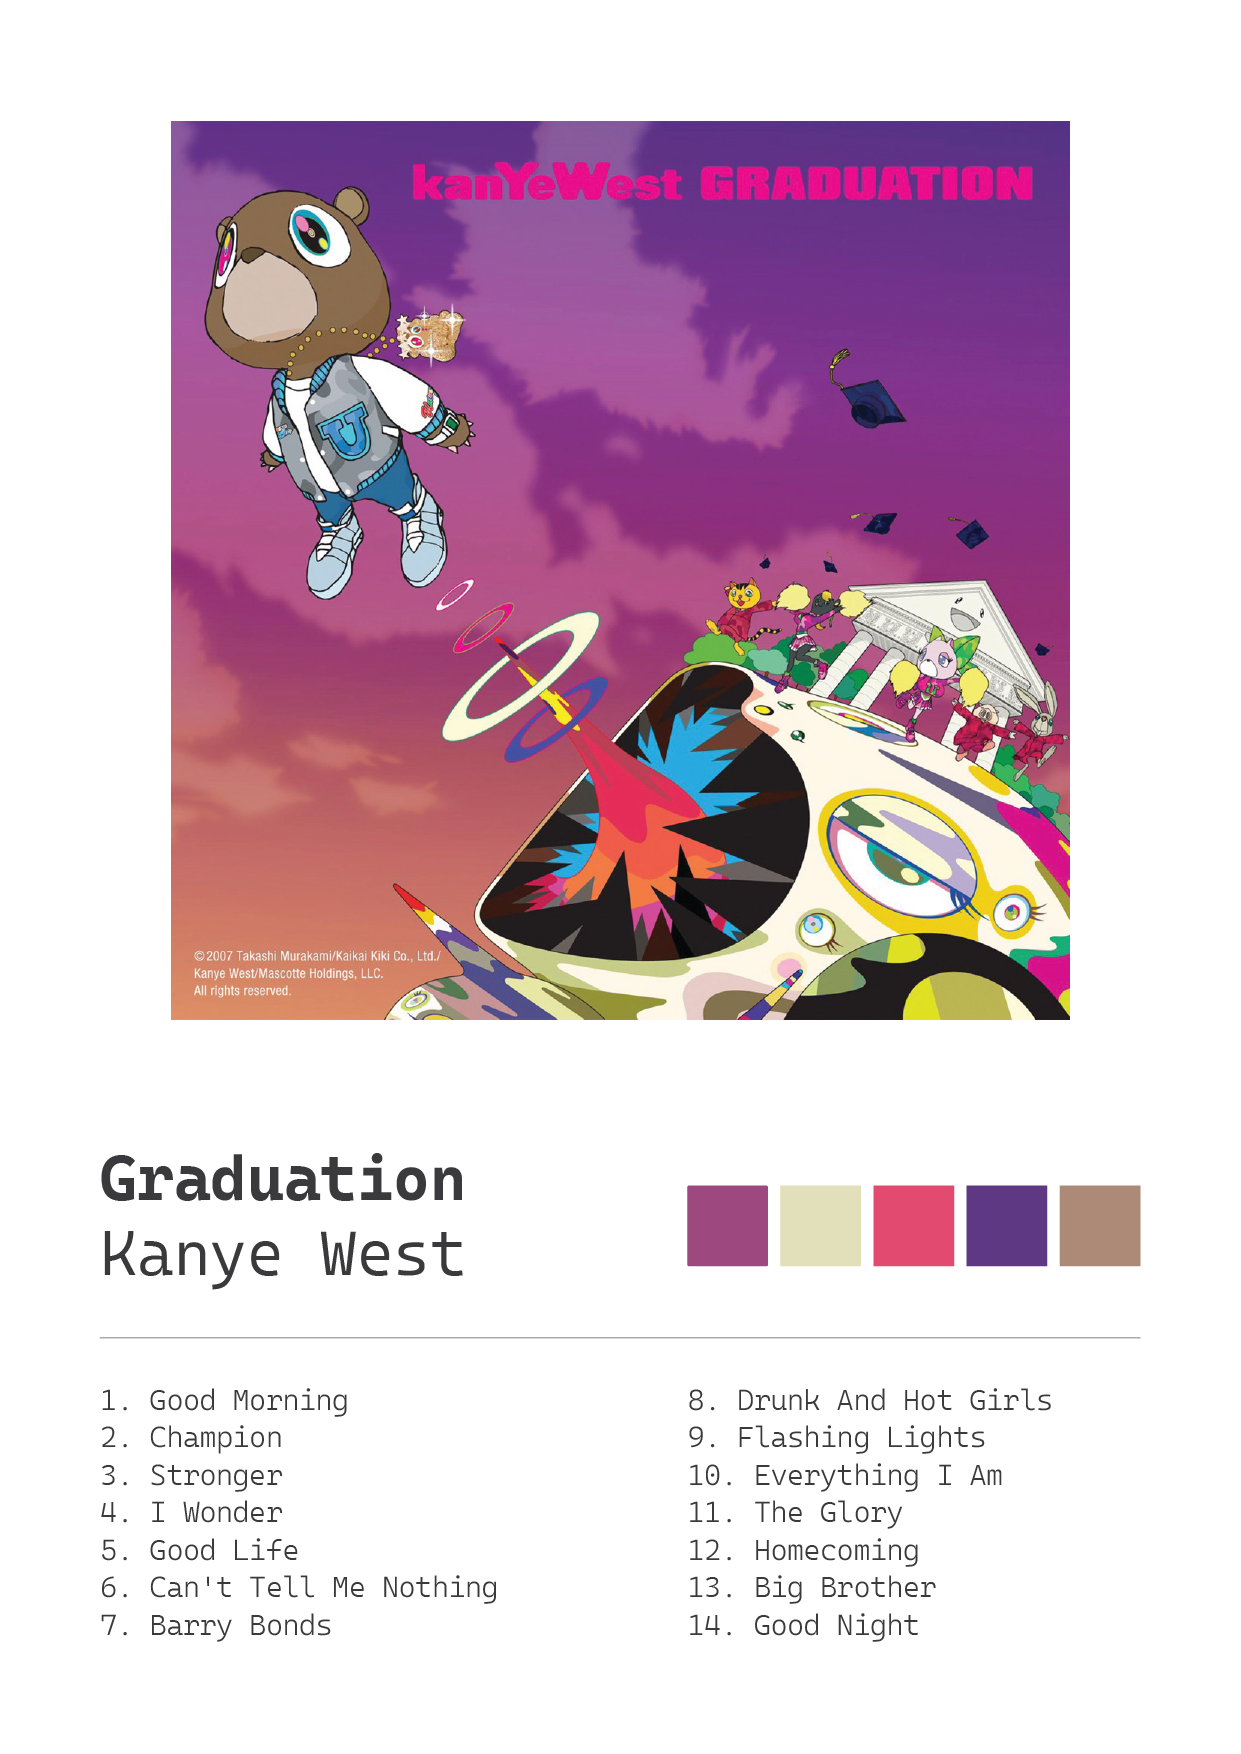 kanYeWest GRADUATION
U
©2007 Takashi Murakami/Kaikai Kiki Co., Ltd./
Kanye West/Mascotte Holdings, LLC.
All rights reserved.
Graduation
Kanye West
1. Good Morning
2. Champion
3. Stronger
4. I Wonder
5. Good Life
6. Can't Tell Me Nothing
7. Barry Bonds
8. Drunk And Hot Girls
9. Flashing Lights
10. Everything I Am
11. The Glory
12. Homecoming
13. Big Brother
14. Good Night